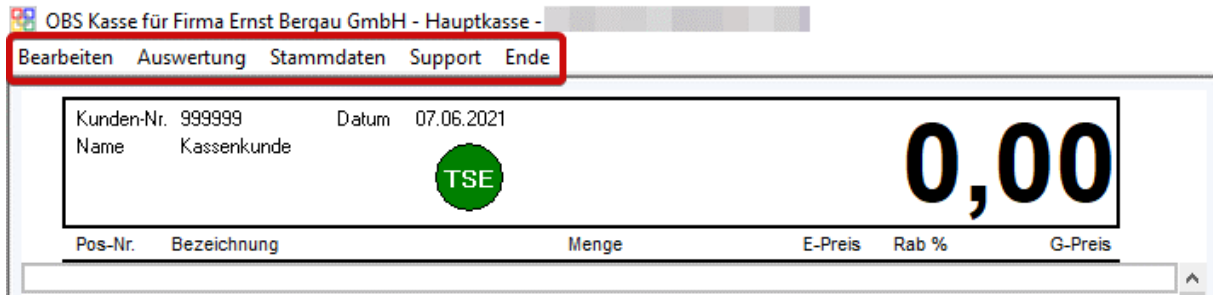 OBS Kasse für Firma Ernst Bergau GmbH - Hauptkasse -
Bearbeiten Auswertung Stammdaten Support Ende
Kunden-Nr. 999999 Datum 07.06.2021
Name Kassenkunde
TSE
0,00
Pos-Nr. Bezeichnung Menge E-Preis Rab % G-Preis